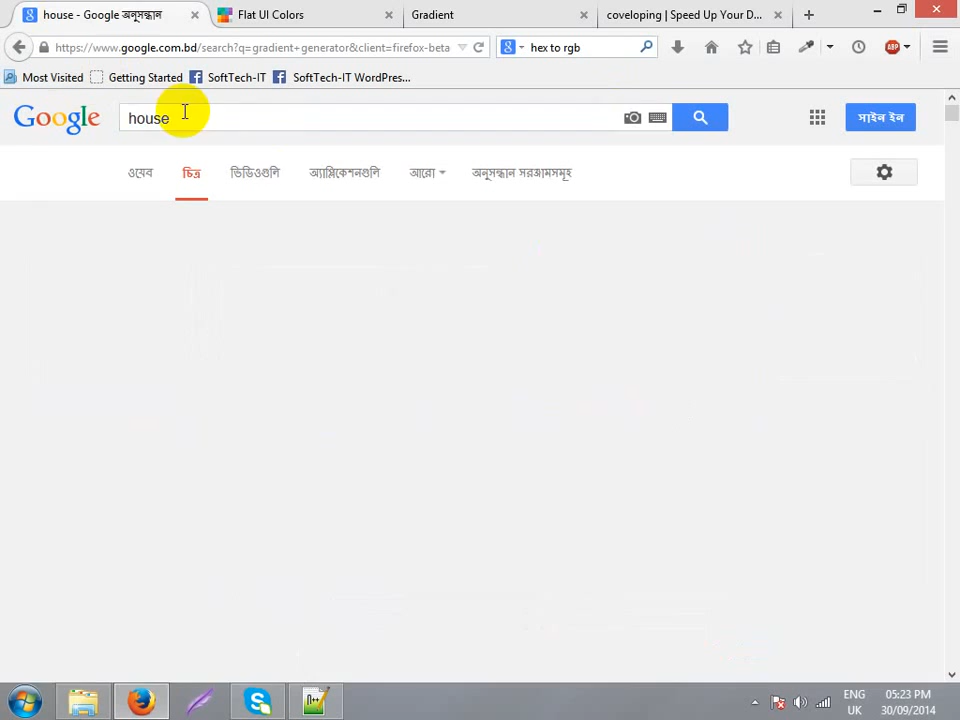 house - Google অনুসন্ধান
Flat UI Colors
Gradient
coveloping | Speed Up Your D...
https://www.google.com.bd/search?q=gradient+generator&client=firefox-beta
hex to rgb
ABP
Most Visited
Getting Started
SoftTech-IT
SoftTech-IT WordPres...
Google
house
সাইন ইন
ওয়েব
চিত্র
ভিডিওগুলি
অ্যাপ্লিকেশনগুলি
আরো
অনুসন্ধান সরঞ্জামসমূহ
ENG
UK
05:23 PM
30/09/2014